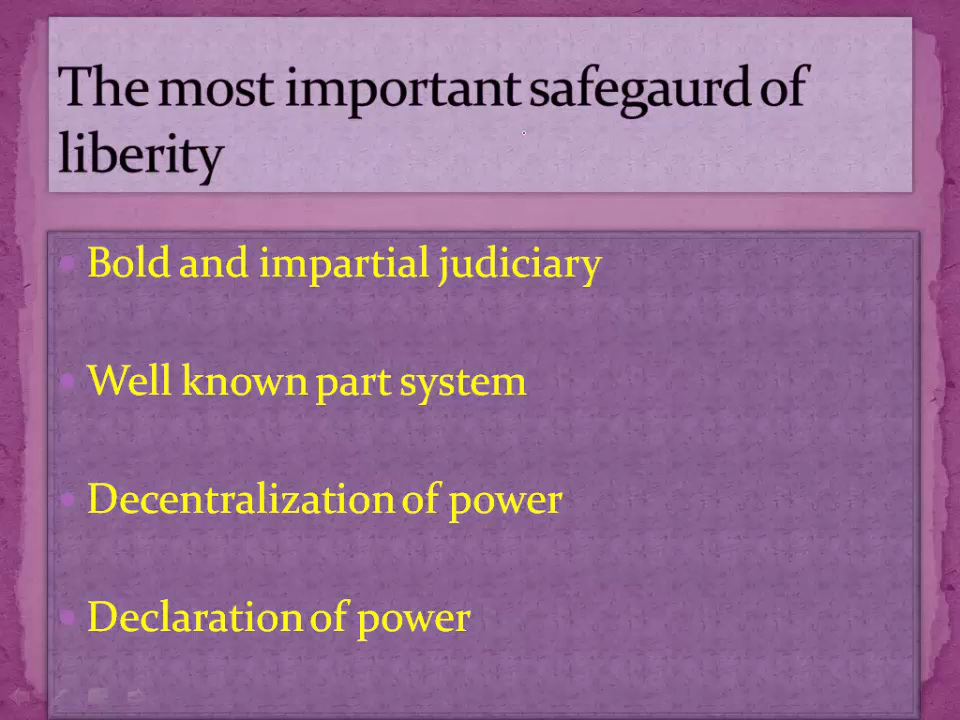 The most important safegaurd of
liberity
Bold and impartial judiciary
Well known part system
Decentralization of power
Declaration of power